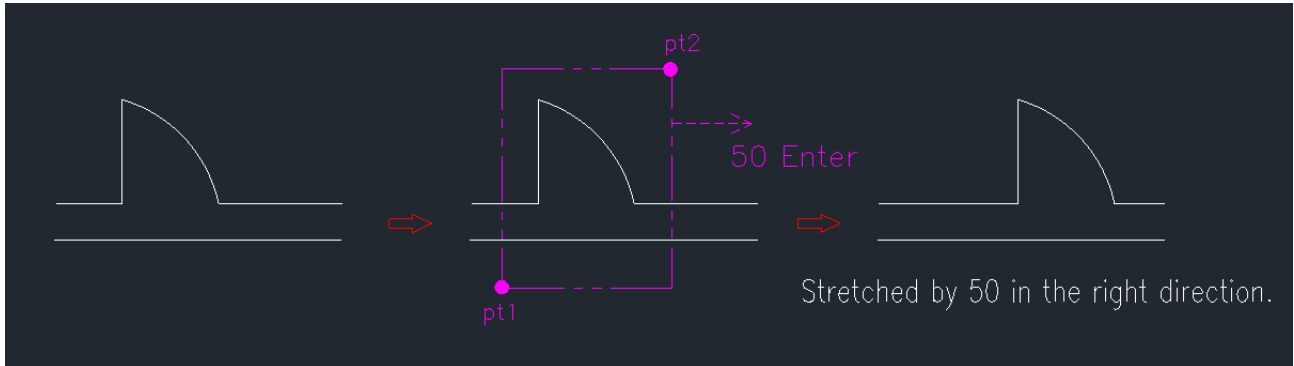 pt2
50 Enter
pt1
Stretched by 50 in the right direction.